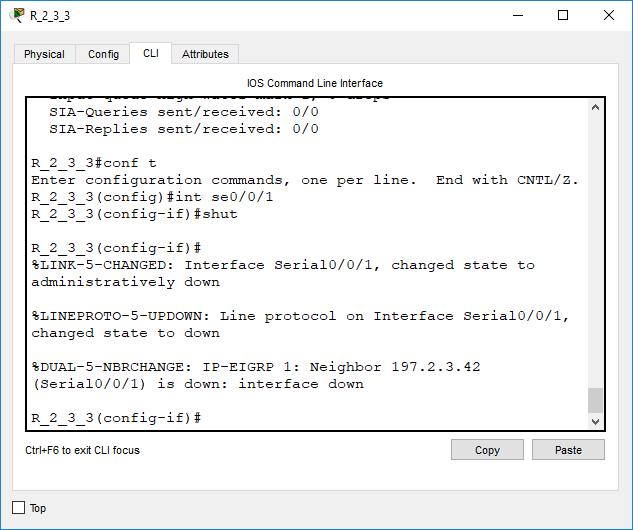 R_2_3_3
Physical Config CLI Attributes
IOS Command Line Interface
SIA-Queries sent/received: 0/0
SIA-Replies sent/received: 0/0
R_2_3_3#conf t
Enter configuration commands, one per line. End with CNTL/Z.
R_2_3_3(config)#int se0/0/1
R_2_3_3(config-if)#shut
R_2_3_3(config-if)#
%LINK-5-CHANGED: Interface Serial0/0/1, changed state to
administratively down
%LINEPROTO-5-UPDOWN: Line protocol on Interface Serial0/0/1,
changed state to down
%DUAL-5-NBRCHANGE: IP-EIGRP 1: Neighbor 197.2.3.42
(Serial0/0/1) is down: interface down
R_2_3_3(config-if)#
Ctrl+F6 to exit CLI focus
Copy Paste
Top